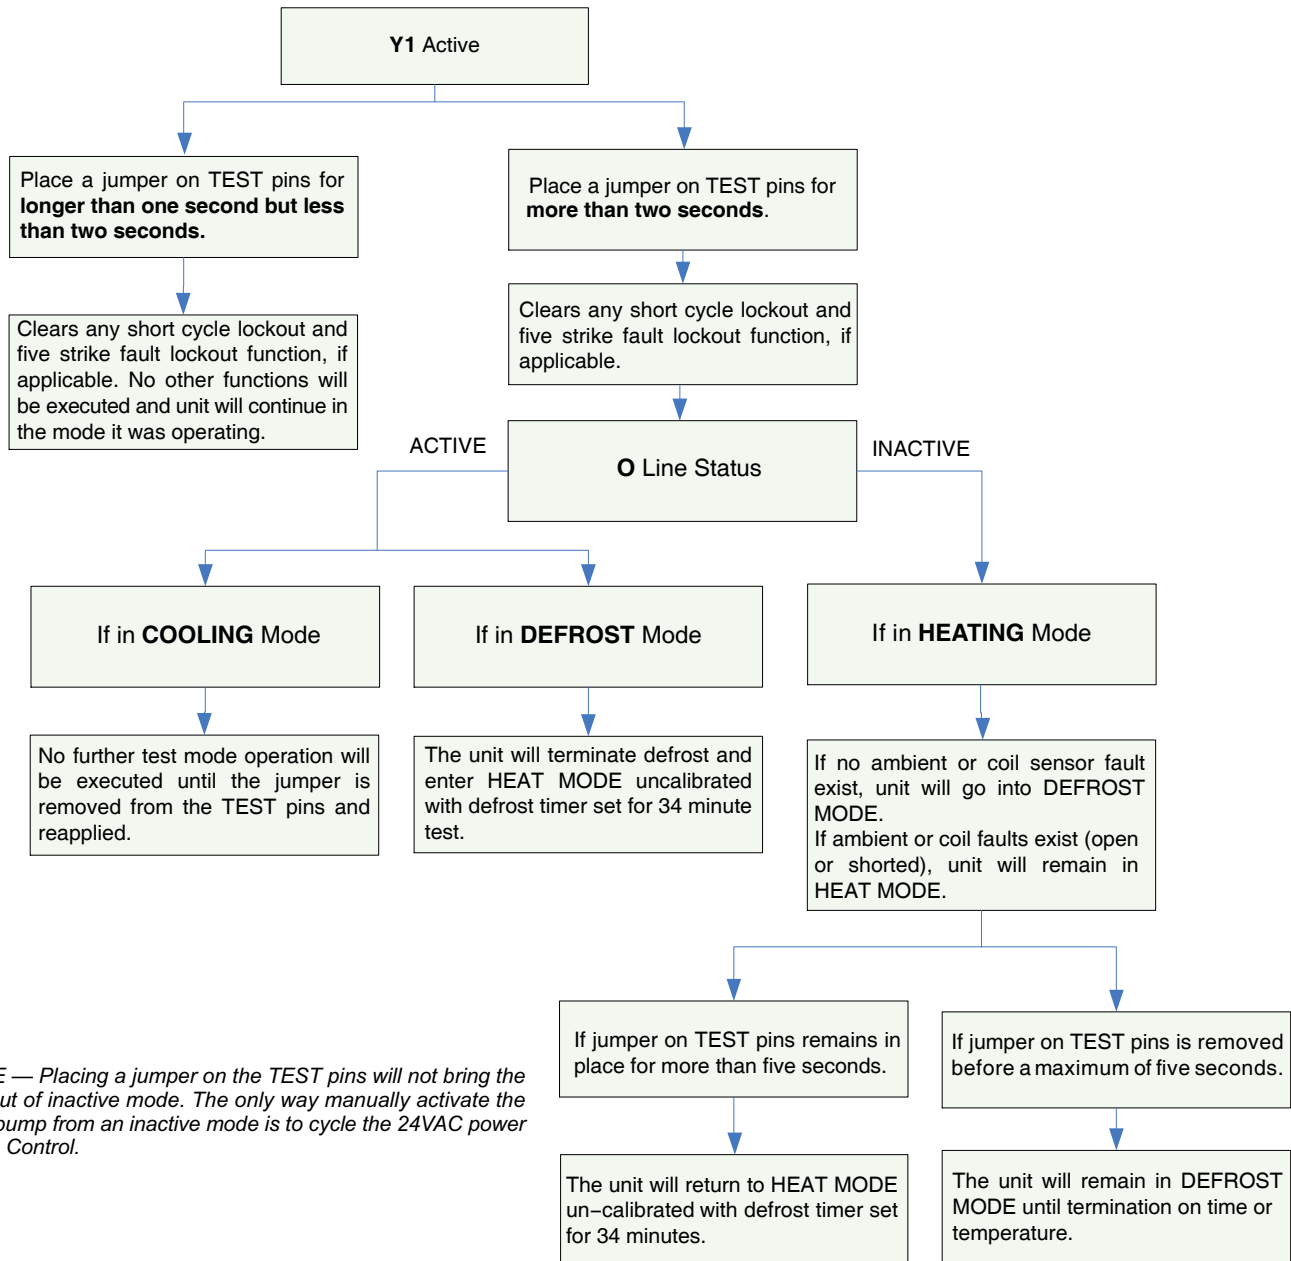 Y1 Active
Place a jumper on TEST pins for
longer than one second but less
than two seconds.
Place a jumper on TEST pins for
more than two seconds.
Clears any short cycle lockout and
five strike fault lockout function, if
applicable. No other functions will
be executed and unit will continue in
the mode it was operating.
Clears any short cycle lockout and
five strike fault lockout function, if
applicable.
ACTIVE
O Line Status
INACTIVE
If in COOLING Mode
If in DEFROST Mode
If in HEATING Mode
No further test mode operation will
be executed until the jumper is
removed from the TEST pins and
reapplied.
The unit will terminate defrost and
enter HEAT MODE uncalibrated
with defrost timer set for 34 minute
test.
If no ambient or coil sensor fault
exist, unit will go into DEFROST
MODE.
If ambient or coil faults exist (open
or shorted), unit will remain in
HEAT MODE.
If jumper on TEST pins remains in
place for more than five seconds.
If jumper on TEST pins is removed
before a maximum of five seconds.
E — Placing a jumper on the TEST pins will not bring the
ut of inactive mode. The only way manually activate the
pump from an inactive mode is to cycle the 24VAC power
Control.
The unit will return to HEAT MODE
un−calibrated with defrost timer set
for 34 minutes.
The unit will remain in DEFROST
MODE until termination on time or
temperature.